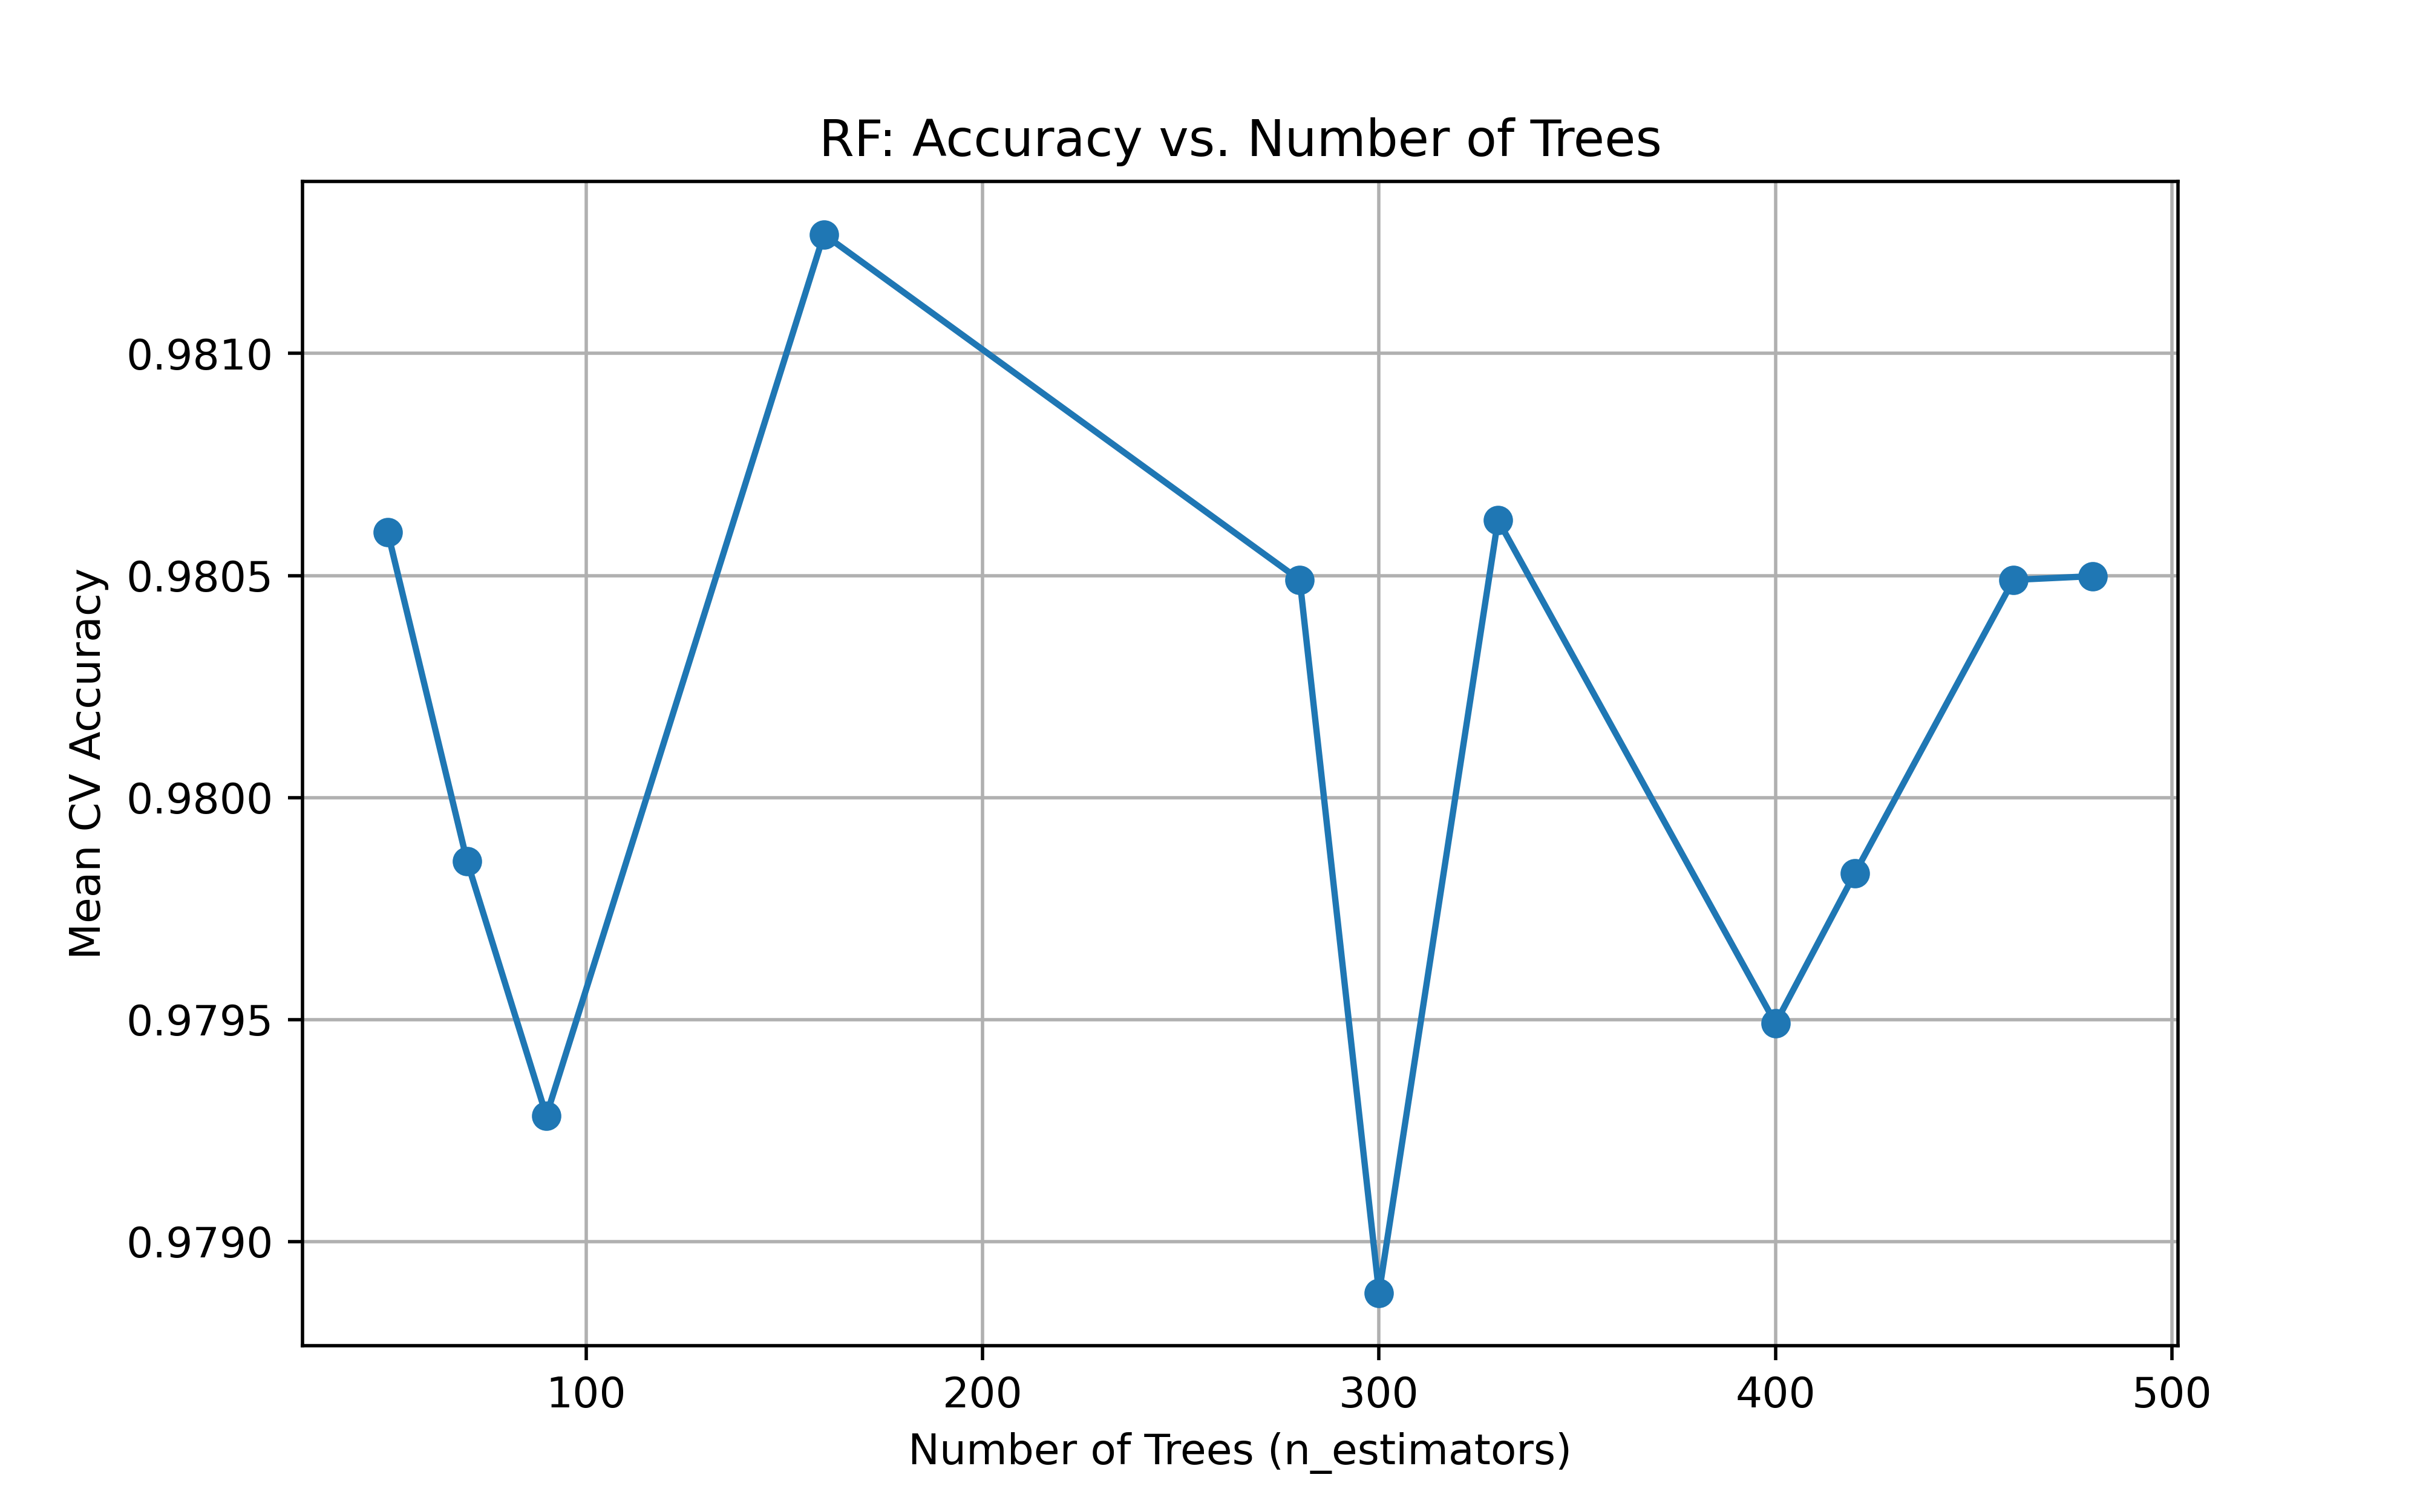 RF: Accuracy vs. Number of Trees
Mean CV Accuracy
0.9810
0.9805
0.9800
0.9795
0.9790
100 200 300 400 500
Number of Trees (n_estimators)